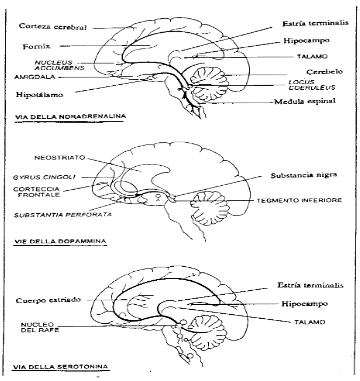 Corteza cerebral
Fornix
NUCLEUS
ACCUMBENS
AMIGDALA
Hipotálamo
Estría terminalis
Hipocampo
TALAMO
Cerebelo
LOCUS
COERULEUS
Medula espinal
VIA DELLA NORADRENALINA
NEOSTRIATO
GYRUS CINGOLI
CORTECCIA
FRONTALE
SUBSTANTIA PERFORATA
Substancia nigra
TEGMENTO INFERIORE
VIE DELLA DOPAMMINA
Cuerpo estriado
NUCLEO
DEL RAFE
Estría terminalis
Hipocampo
TALAMO
VIA DELLA SEROTONINA